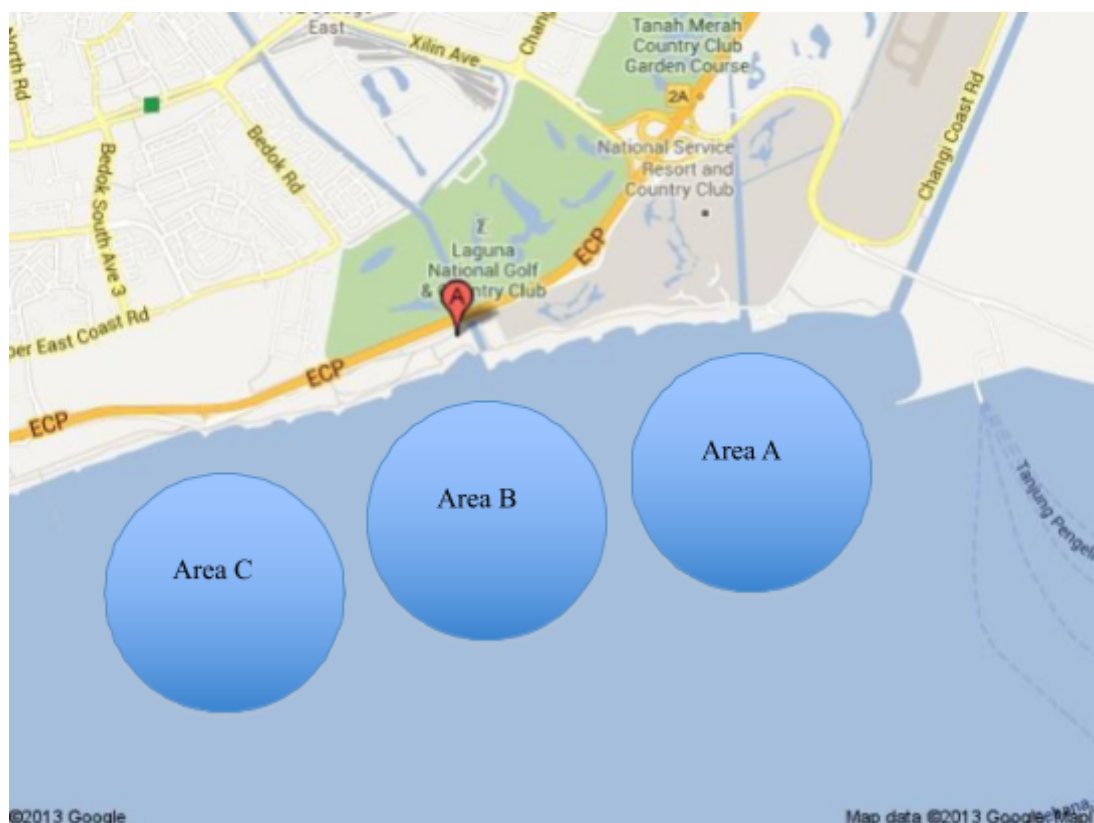 East
North Rd
Xilin Ave
Tanah Merah
Country Club
Garden Course
2A
Changi Coast Rd
Bedok Rd
Bedok South Ave 3
National Service
Resort and
Country Club
Laguna
National Golf
& Country Club
A
ECP
East Coast Rd
ECP
ECP
Area A
Area B
Area C
Tanjung
©2013 Google
Map data ©2013 Google,